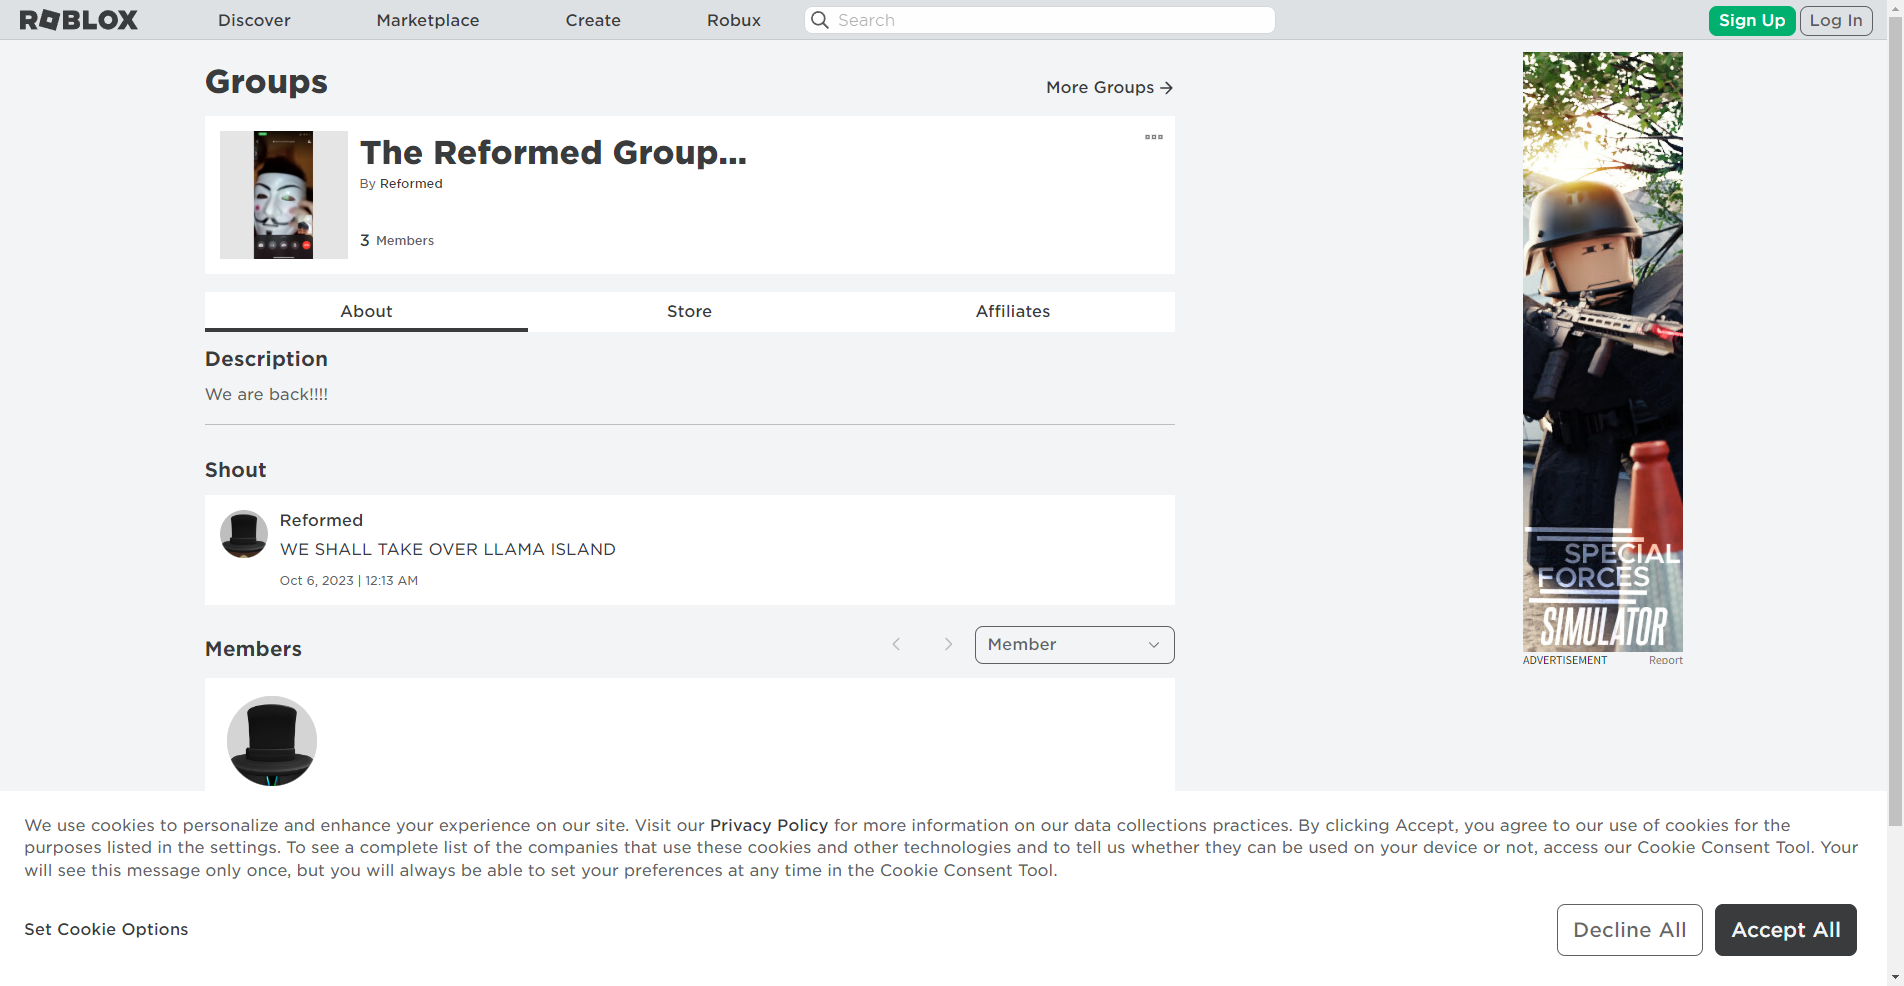 ROBLOX
Discover
Marketplace
Create
Robux
Search
Sign Up
Log In
Groups
More Groups
The Reformed Group...
By Reformed
3 Members
About
Store
Affiliates
Description
We are back!!!!
Shout
Reformed
WE SHALL TAKE OVER LLAMA ISLAND
Oct 6, 2023 | 12:13 AM
Members
Member
SPECIAL
FORCES
SIMULATOR
ADVERTISEMENT
Report
We use cookies to personalize and enhance your experience on our site. Visit our Privacy Policy for more information on our data collections practices. By clicking Accept, you agree to our use of cookies for the
purposes listed in the settings. To see a complete list of the companies that use these cookies and other technologies and to tell us whether they can be used on your device or not, access our Cookie Consent Tool. Your
will see this message only once, but you will always be able to set your preferences at any time in the Cookie Consent Tool.
Set Cookie Options
Decline All
Accept All